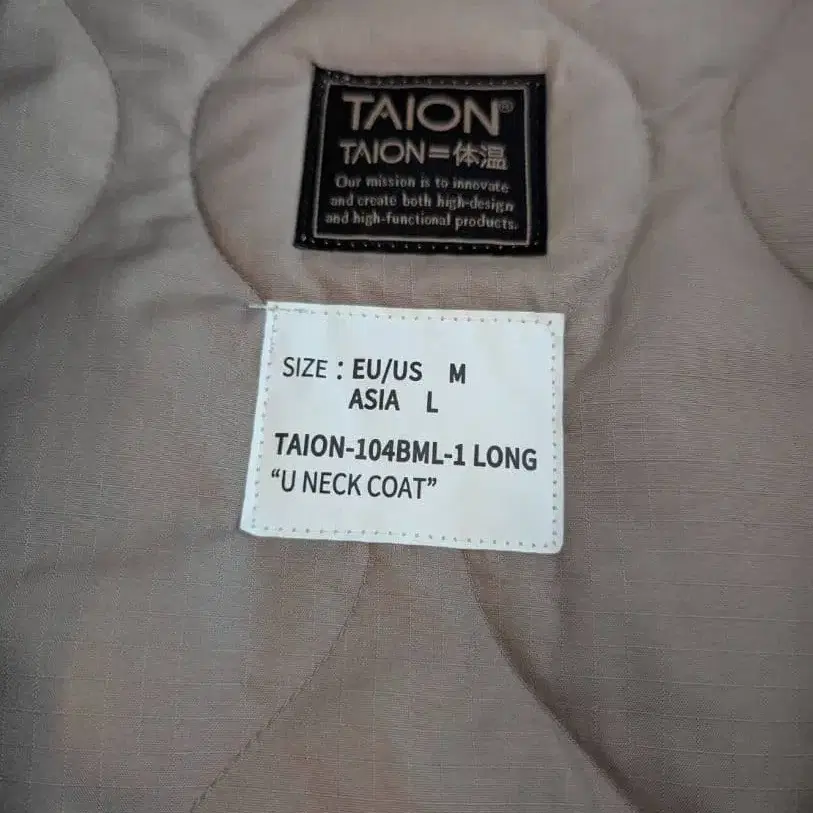 TAION®
TAION=体温
Our mission is to innovate
and create both high-design
and high-functional products.
SIZE : EU/US M
ASIA L
TAION-104BML-1 LONG
“U NECK COAT”